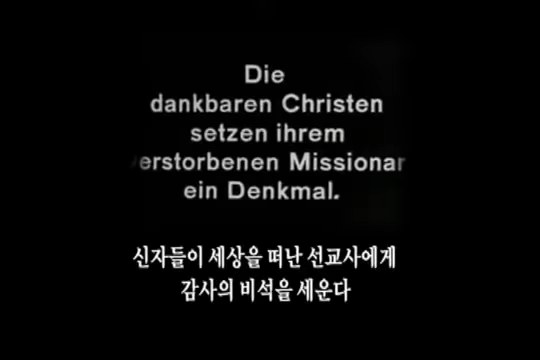 Die
dankbaren Christen
setzen ihrem
verstorbenen Missionar
ein Denkmal.
신자들이 세상을 떠난 선교사에게
감사의 비석을 세운다